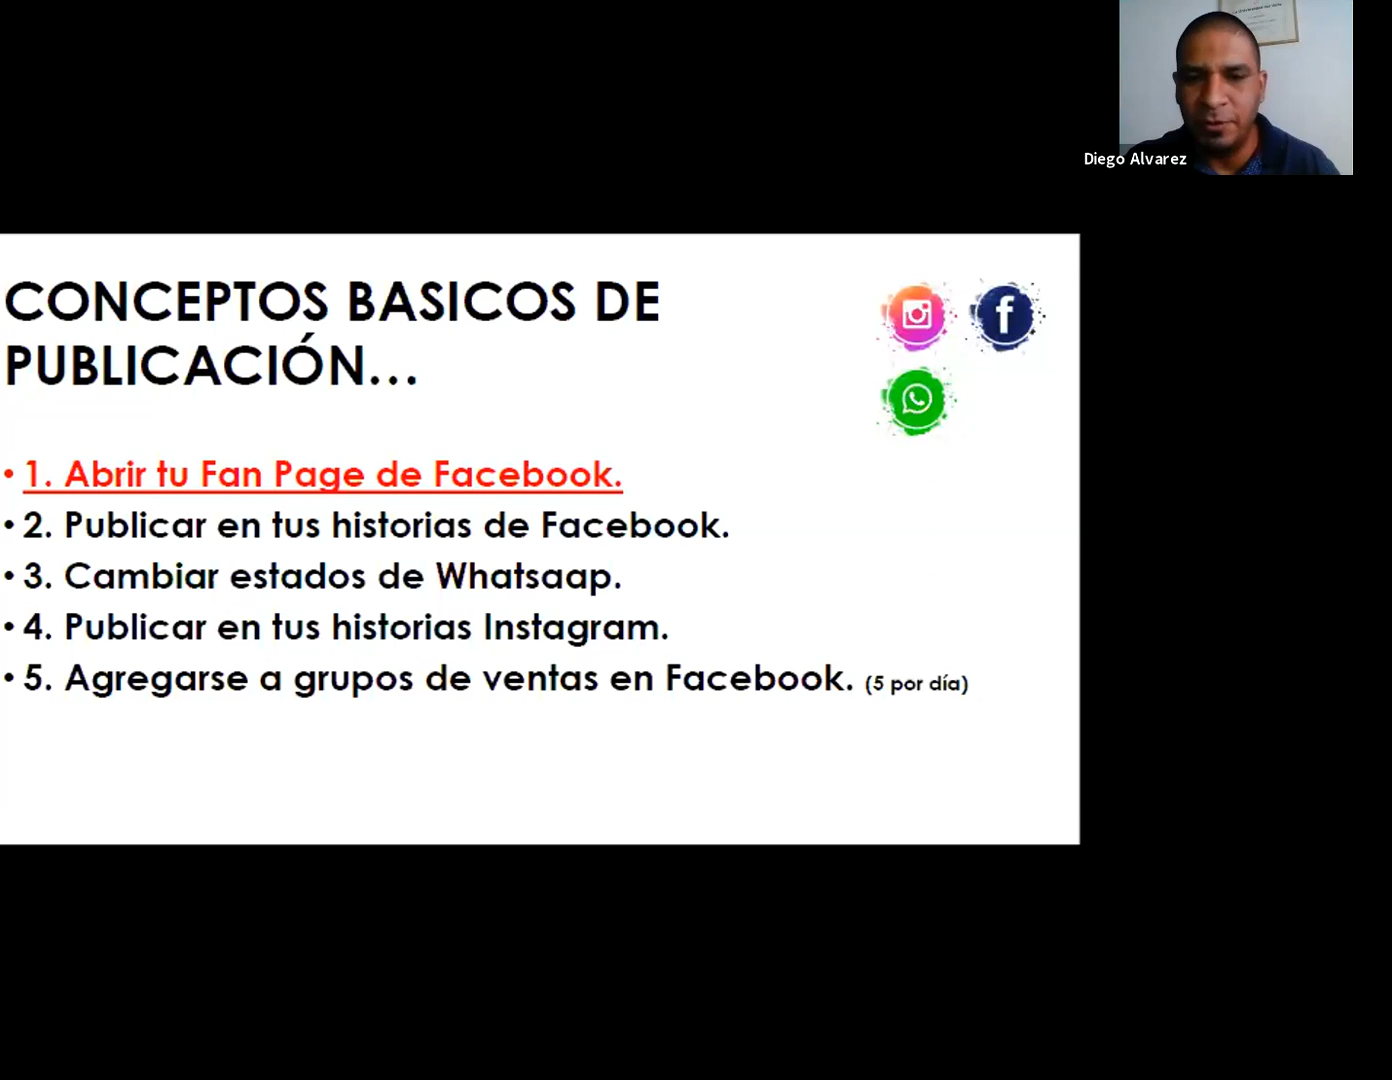 Diego Alvarez
CONCEPTOS BASICOS DE
PUBLICACIÓN...
• 1. Abrir tu Fan Page de Facebook.
• 2. Publicar en tus historias de Facebook.
• 3. Cambiar estados de Whatsaap.
• 4. Publicar en tus historias Instagram.
• 5. Agregarse a grupos de ventas en Facebook. (5 por día)